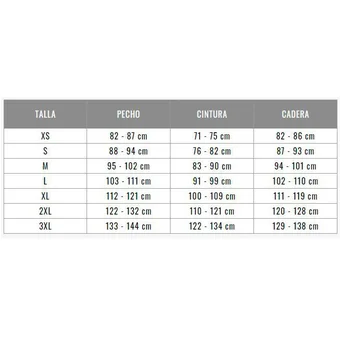 TALLA PECHO CINTURA CADERA
XS 82 - 87 cm 71 - 75 cm 82 - 86 cm
S 88 - 94 cm 76 - 82 cm 87 - 93 cm
M 95 - 102 cm 83 - 90 cm 94 - 101 cm
L 103 - 111 cm 91 - 99 cm 102 - 110 cm
XL 112 - 121 cm 100 - 109 cm 111 - 119 cm
2XL 122 - 132 cm 110 - 121 cm 120 - 128 cm
3XL 133 - 144 cm 122 - 134 cm 129 - 138 cm